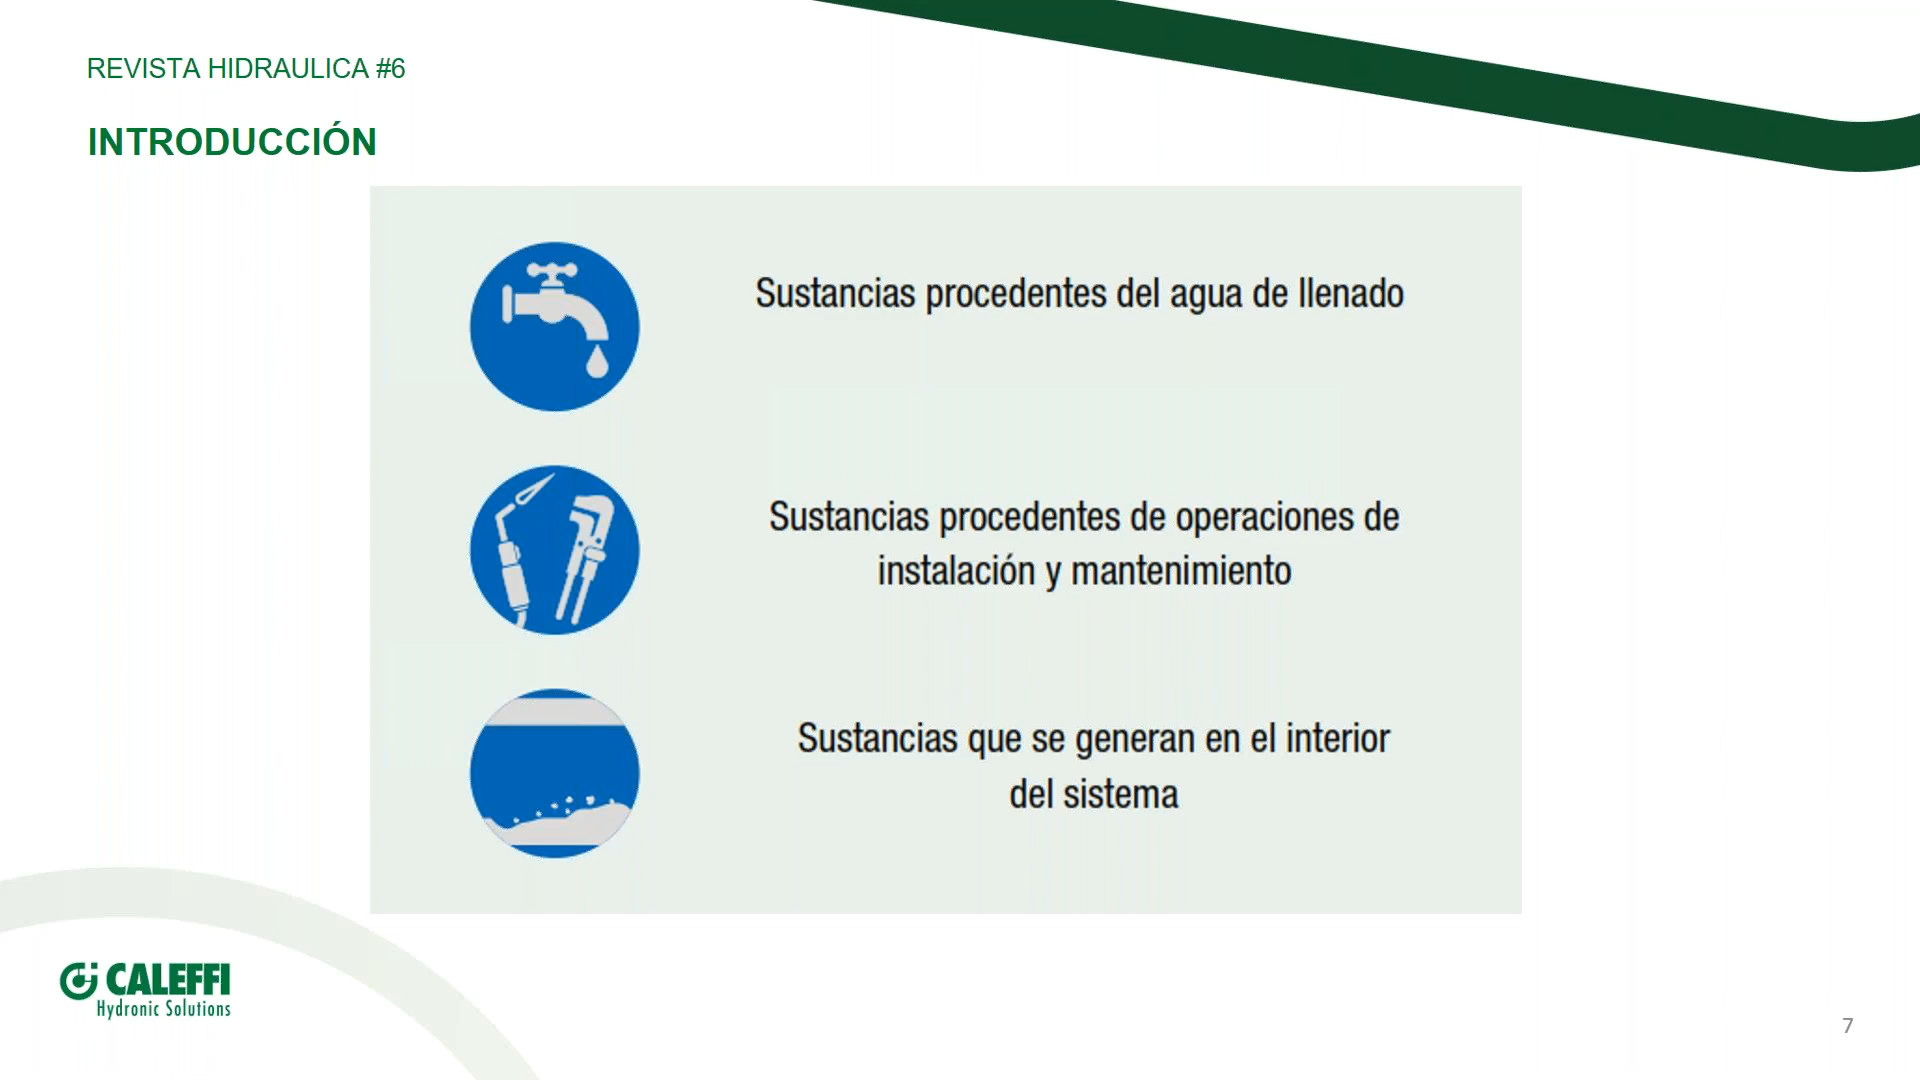 REVISTA HIDRAULICA #6
INTRODUCCIÓN
Sustancias procedentes del agua de llenado
Sustancias procedentes de operaciones de
instalación y mantenimiento
Sustancias que se generan en el interior
del sistema
CALEFFI
Hydronic Solutions
7